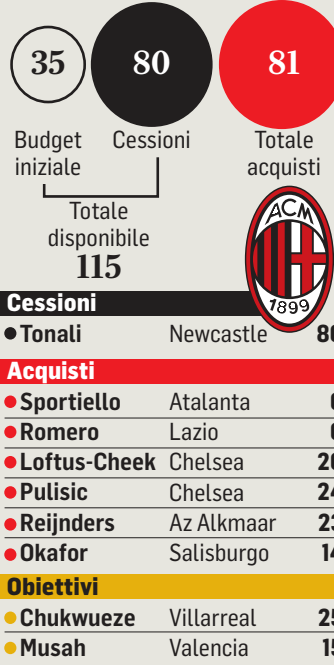 35 80 81
Budget iniziale
Cessioni
Totale acquisti
Totale disponibile
115
ACM
1899
Cessioni
Tonali Newcastle
Acquisti
Sportiello Atalanta
Romero Lazio
Loftus-Cheek Chelsea
Pulisic Chelsea
Reijnders Az Alkmaar
Okafor Salisburgo
Obiettivi
Chukwueze Villarreal
Musah Valencia